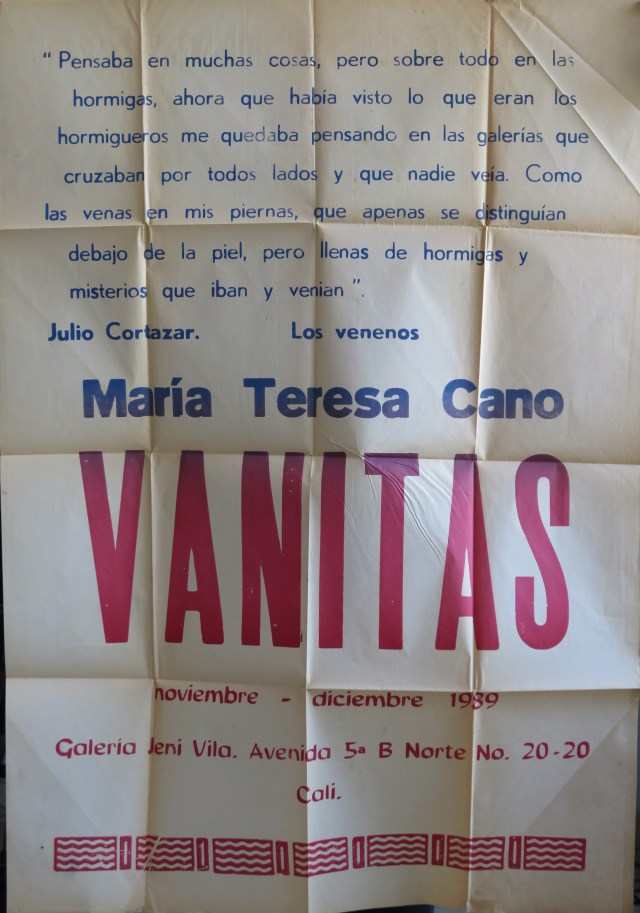 “ Pensaba en muchas cosas, pero sobre todo en las
hormigas, ahora que había visto lo que eran los
hormigueros me quedaba pensando en las galerías que
cruzaban por todos lados y que nadie veía. Como
las venas en mis piernas, que apenas se distinguían
debajo de la piel, pero llenas de hormigas y
misterios que iban y venian ”.
Julio Cortazar. Los venenos
María Teresa Cano
VANITAS
noviembre - diciembre 1989
Galería Jeni Vila. Avenida 5ª B Norte No. 20-20
Cali.